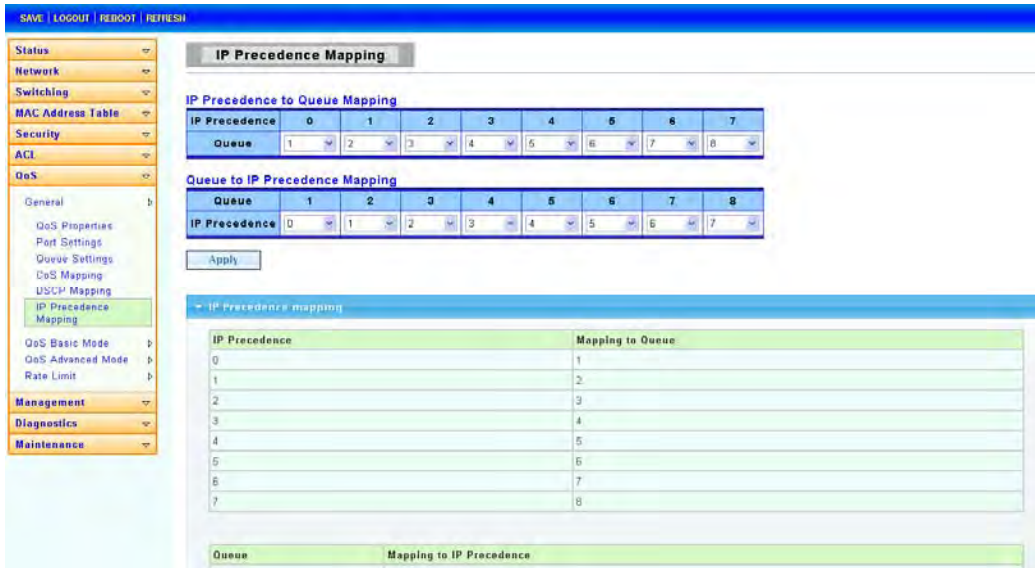 SAVE | LOGOUT | REBOOT | REFRESH
Status
Network
Switching
MAC Address Table
Security
ACL
QoS
General
QoS Properties
Port Settings
Queue Settings
CoS Mapping
DSCP Mapping
IP Precedence
Mapping
QoS Basic Mode
QoS Advanced Mode
Rate Limit
Management
Diagnostics
Maintenance
IP Precedence Mapping
IP Precedence to Queue Mapping
IP Precedence 0 1 2 3 4 5 6 7
Queue 1 2 3 4 5 6 7 8
Queue to IP Precedence Mapping
Queue 1 2 3 4 5 6 7 8
IP Precedence 0 1 2 3 4 5 6 7
Apply
IP Precedence mapping
IP Precedence Mapping to Queue
0 1
1 2
2 3
3 4
4 5
5 6
6 7
7 8
Queue Mapping to IP Precedence